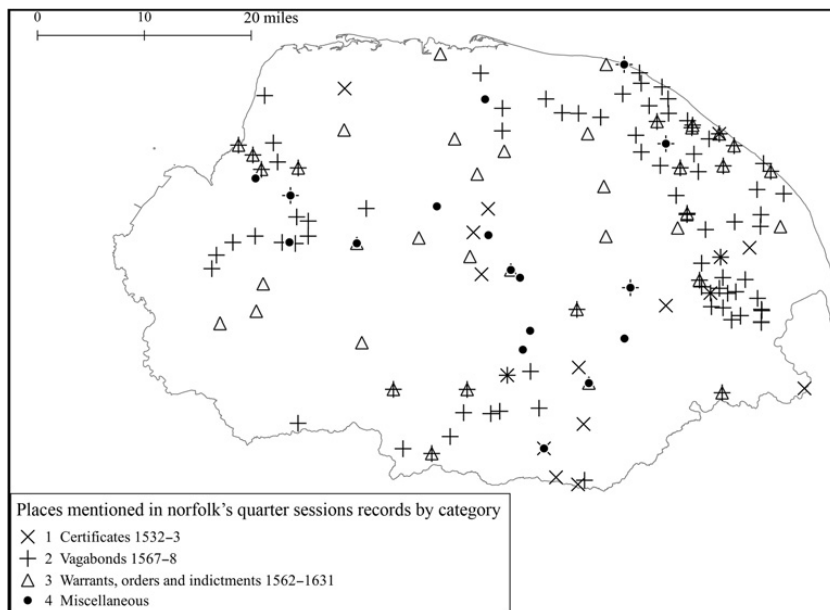 0 10 20 miles
Places mentioned in norfolk's quarter sessions records by category
1 Certificates 1532–3
2 Vagabonds 1567–8
3 Warrants, orders and indictments 1562–1631
4 Miscellaneous